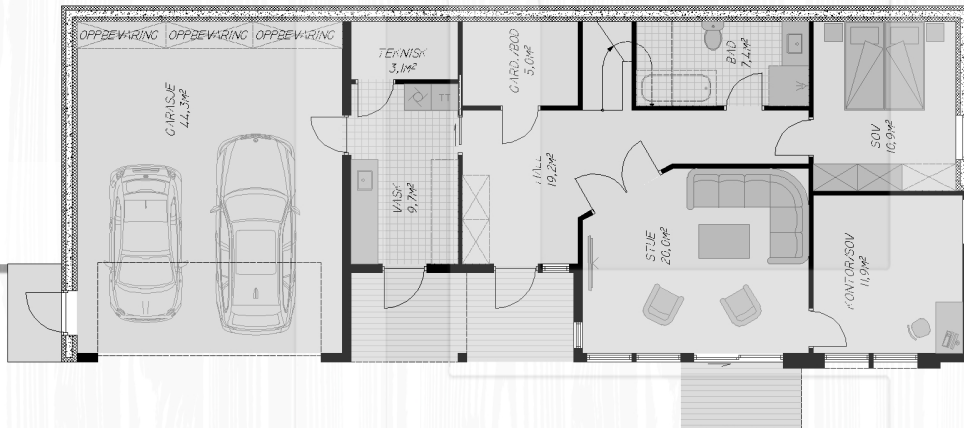 OPPBEVARING OPPBEVARING OPPBEVARING
TEKNISK
3,1M²
GARD./BOD
5,0M²
BAD
7,4M²
GARASJE
44,3M²
SOV
10,9M²
HALL
19,2M²
VASK
9,7M²
STUE
20,0M²
KONTOR/SOV
11,9M²